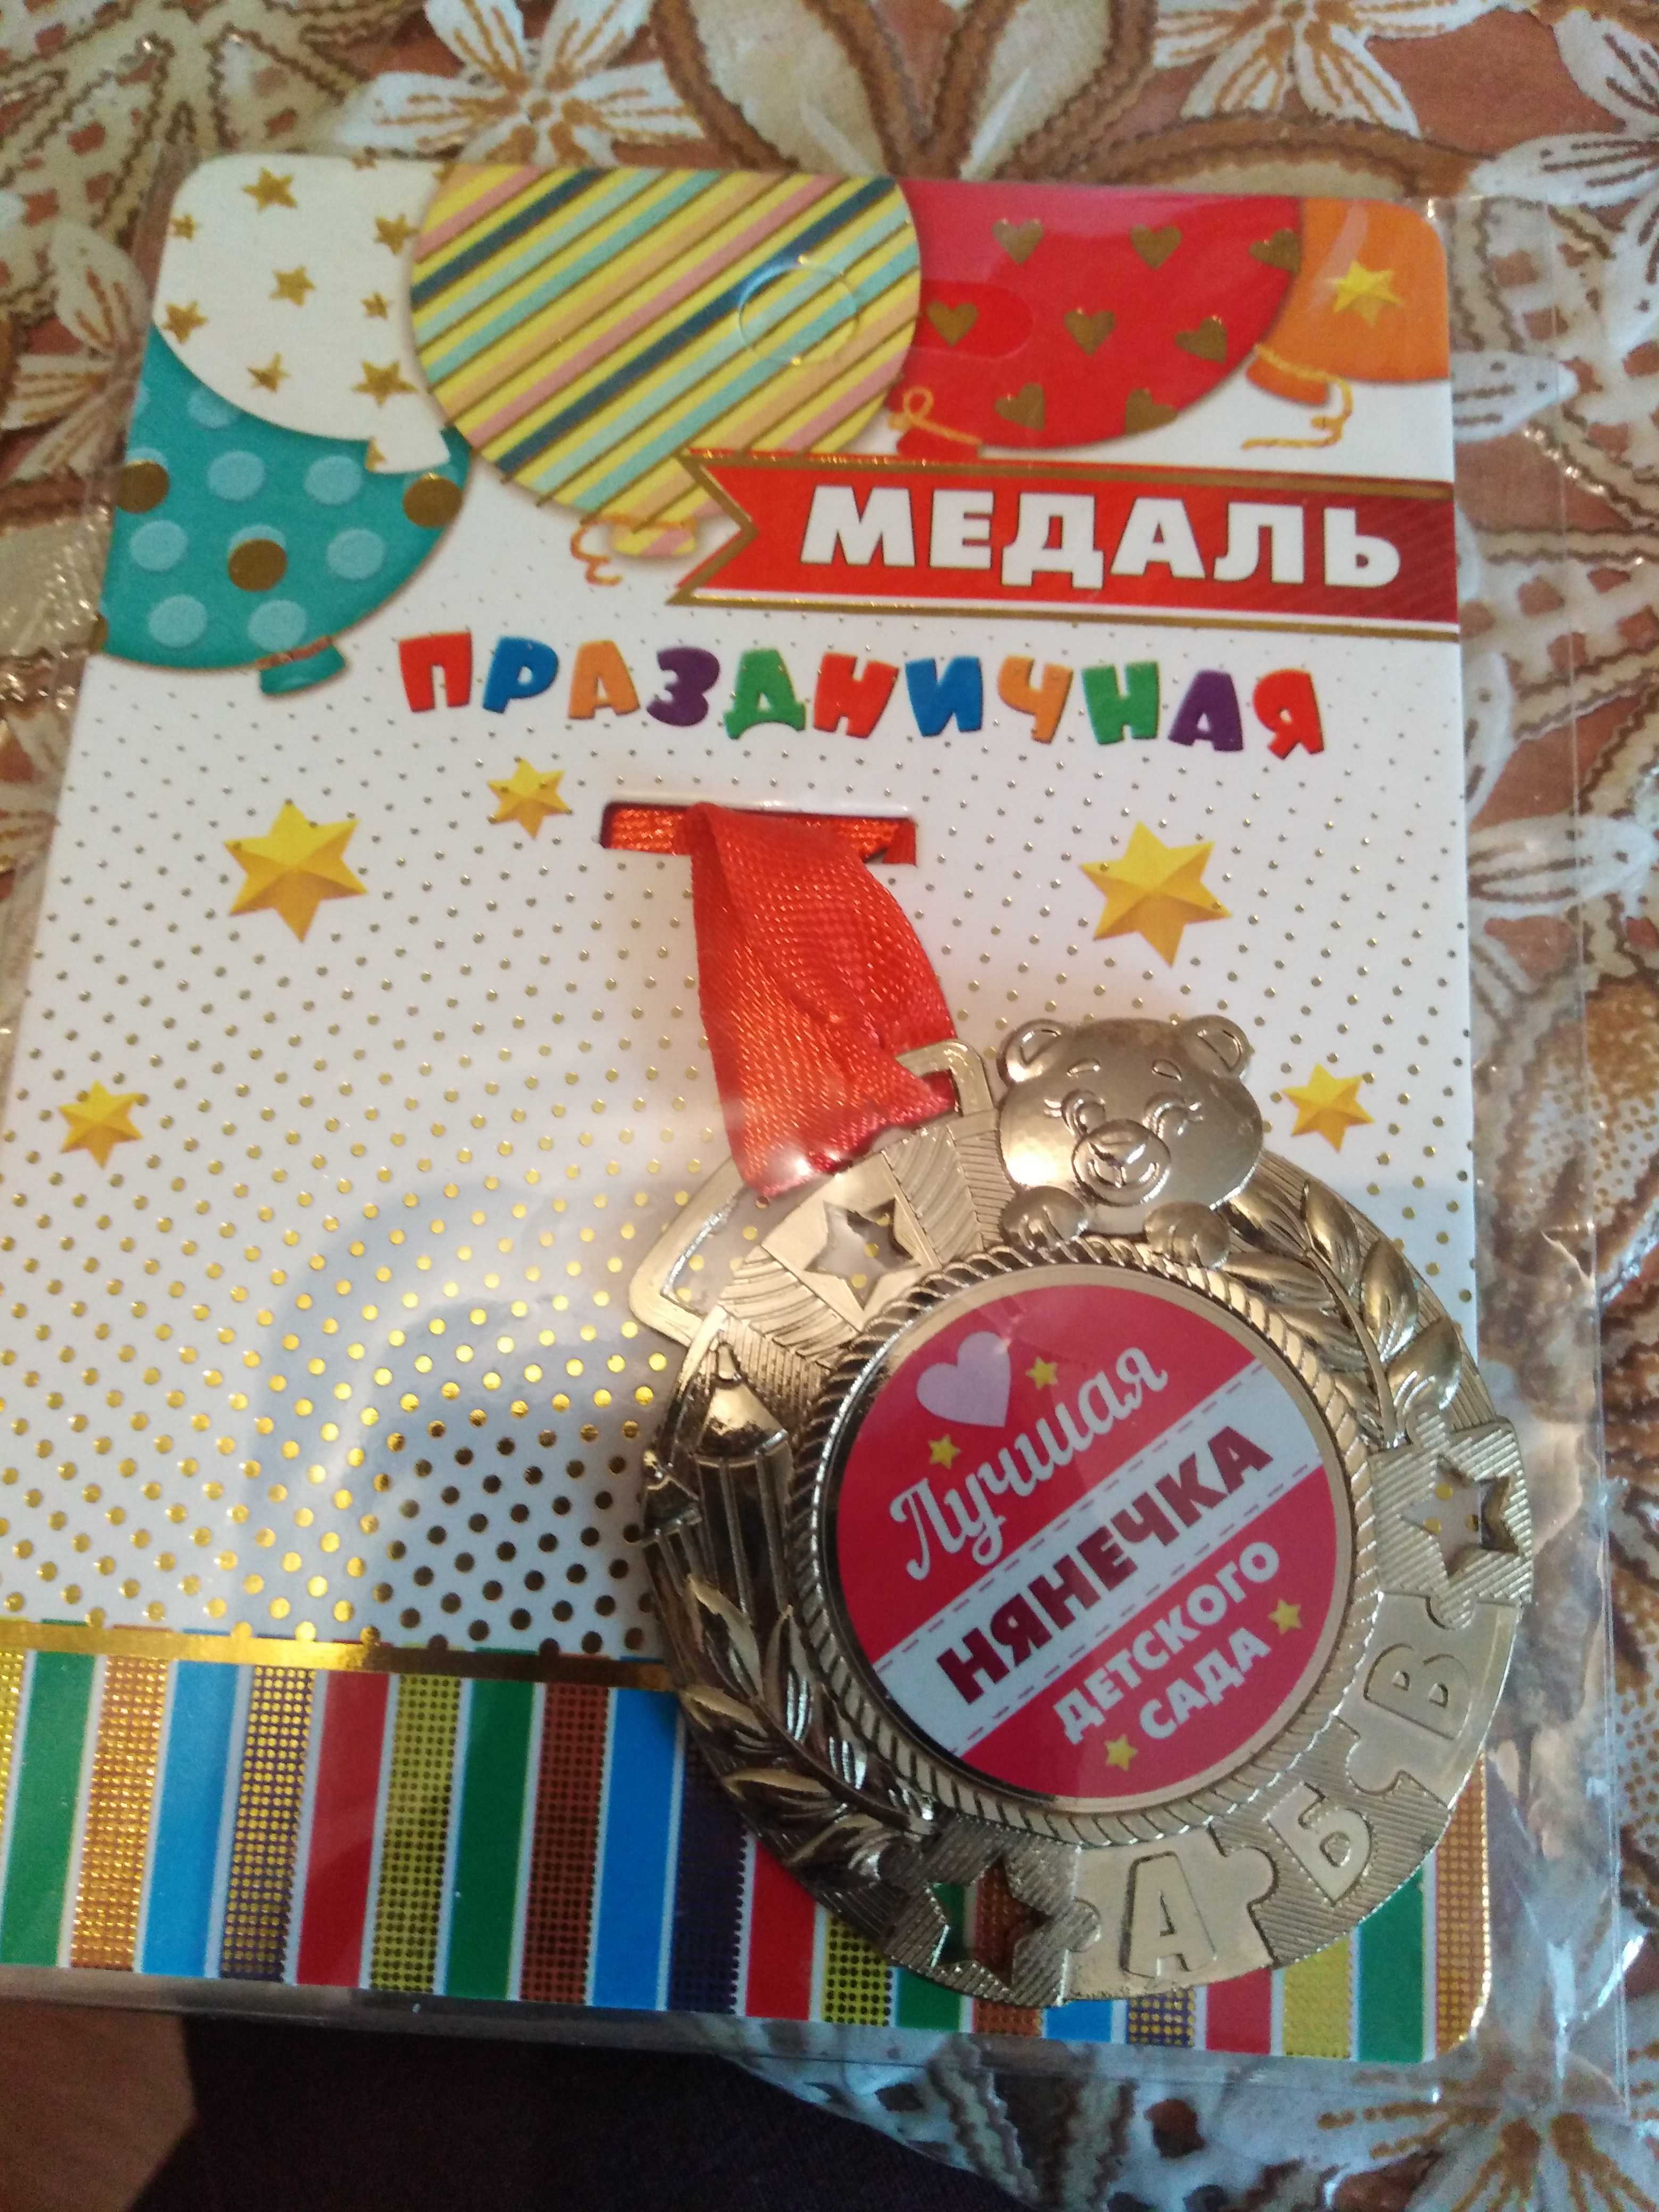 МЕДАЛЬ
ПРАЗДНИЧНАЯ
Лучшая
НЯНЕЧКА
ДЕТСКОГО
САДА
А Б В